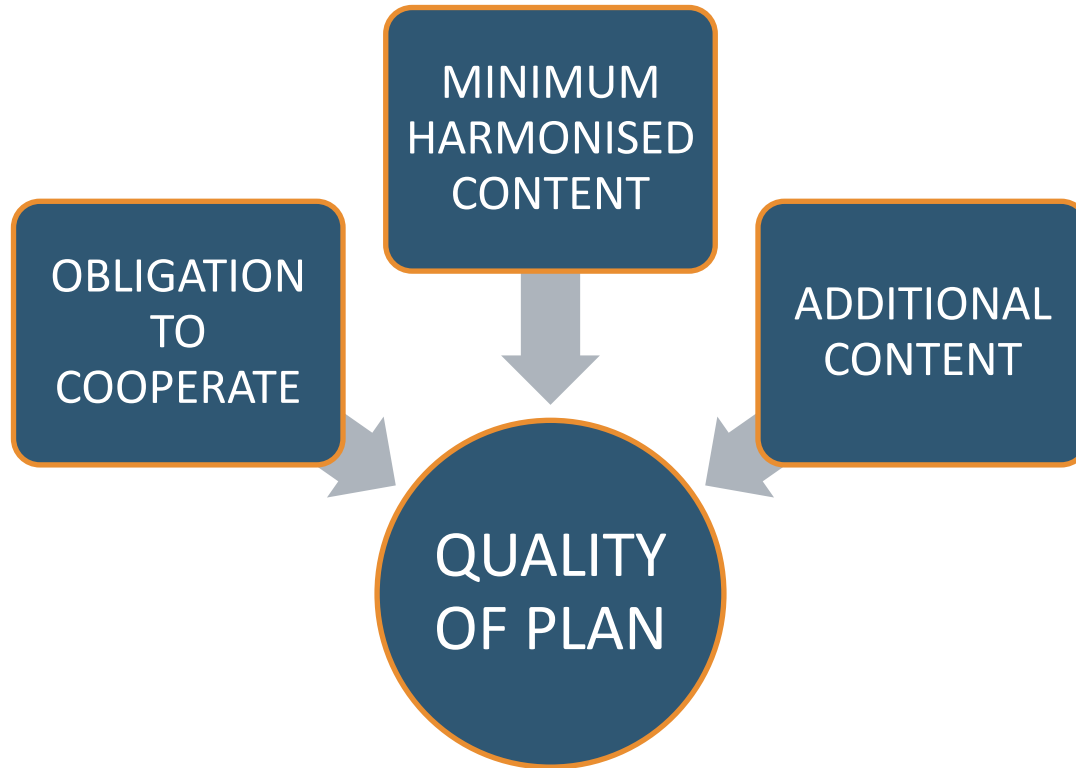 MINIMUM
HARMONISED
CONTENT
OBLIGATION
TO
COOPERATE
ADDITIONAL
CONTENT
QUALITY
OF PLAN